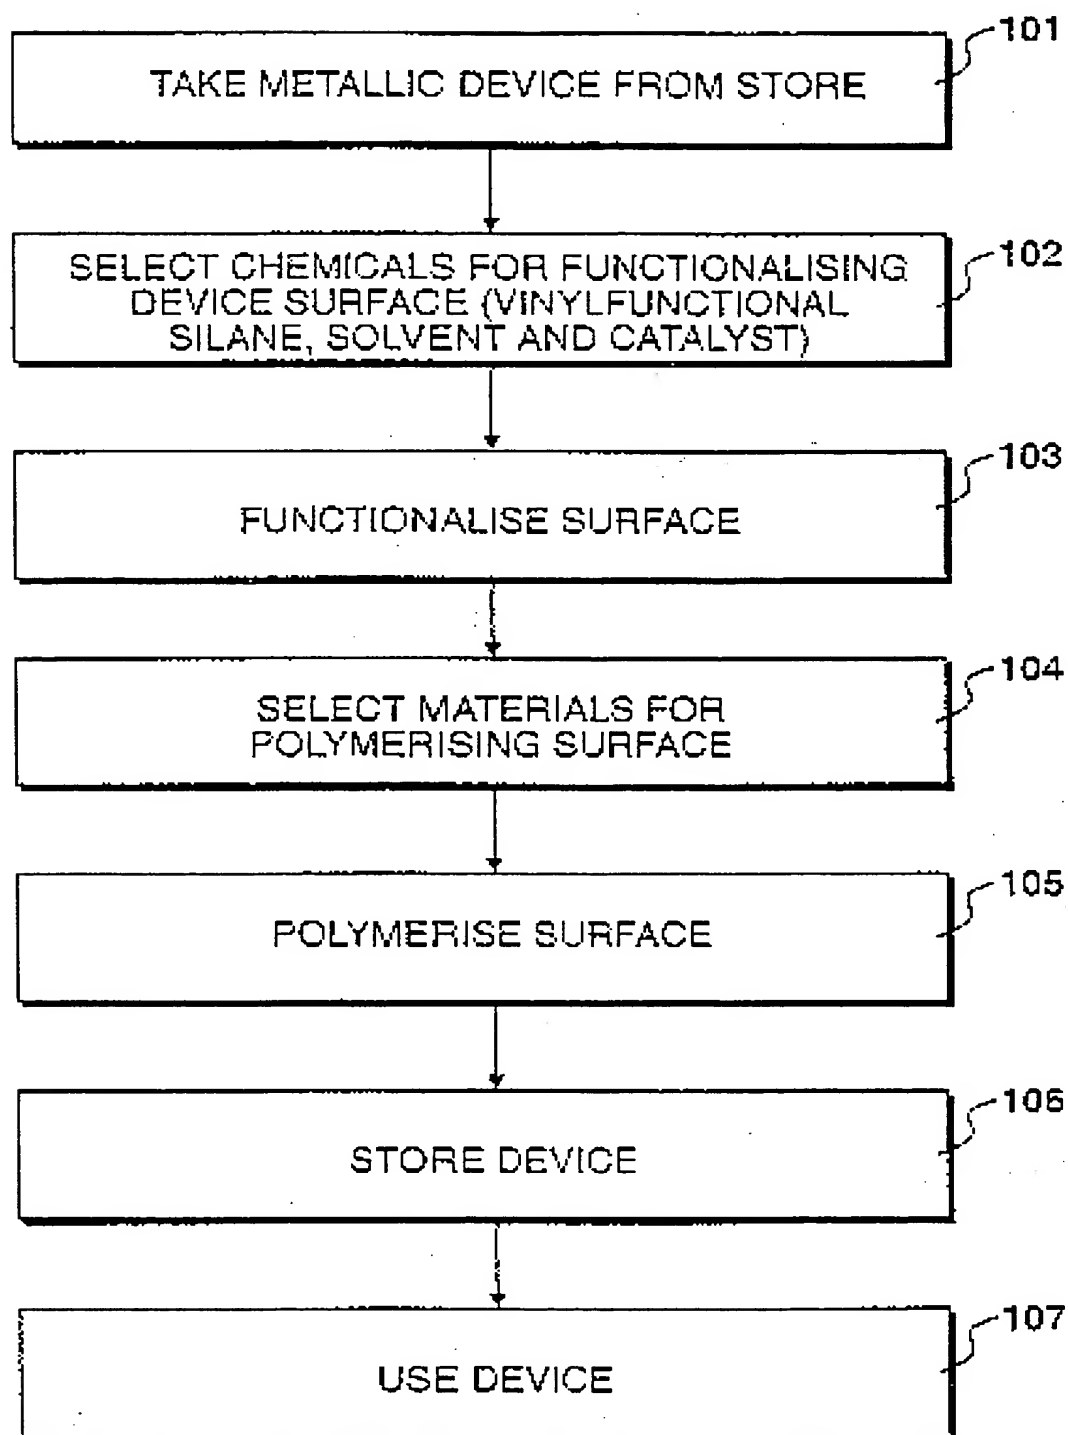 101
TAKE METALLIC DEVICE FROM STORE
102
SELECT CHEMICALS FOR FUNCTIONALISING
DEVICE SURFACE (VINYLFUNCTIONAL
SILANE, SOLVENT AND CATALYST)
103
FUNCTIONALISE SURFACE
104
SELECT MATERIALS FOR
POLYMERISING SURFACE
105
POLYMERISE SURFACE
106
STORE DEVICE
107
USE DEVICE